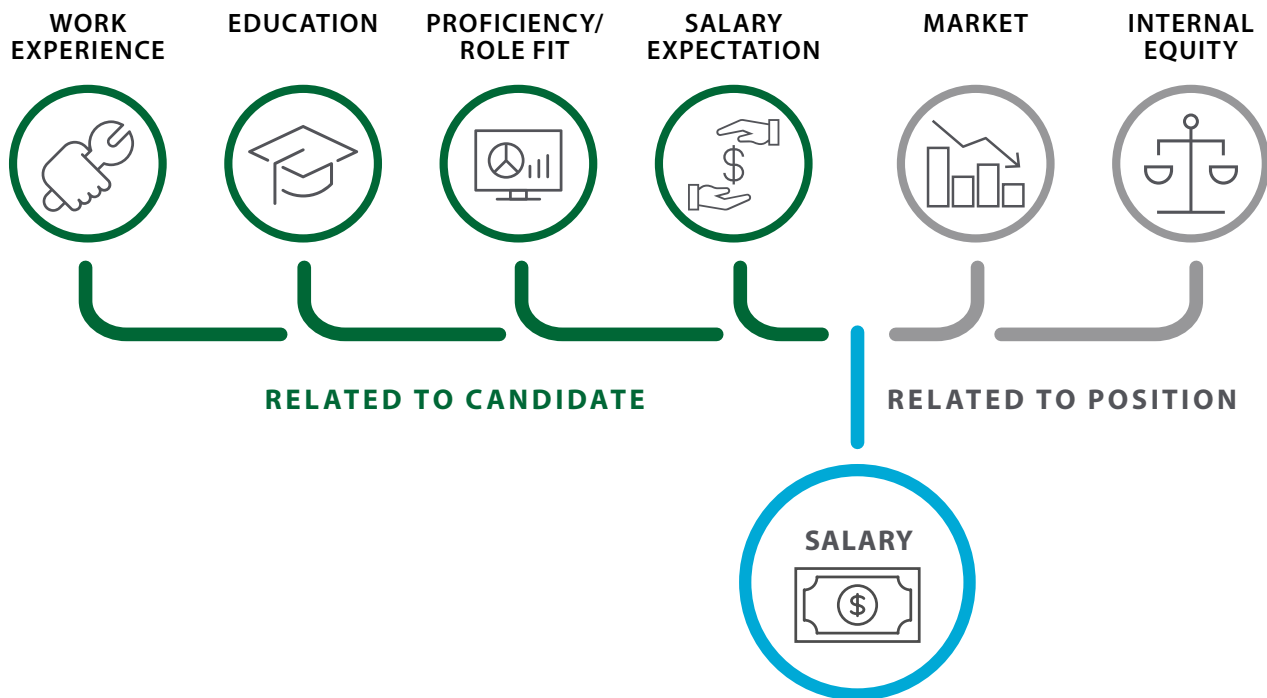 WORK
EXPERIENCE
EDUCATION
PROFICIENCY/
ROLE FIT
SALARY
EXPECTATION
MARKET
INTERNAL
EQUITY
$
RELATED TO CANDIDATE
RELATED TO POSITION
SALARY
$